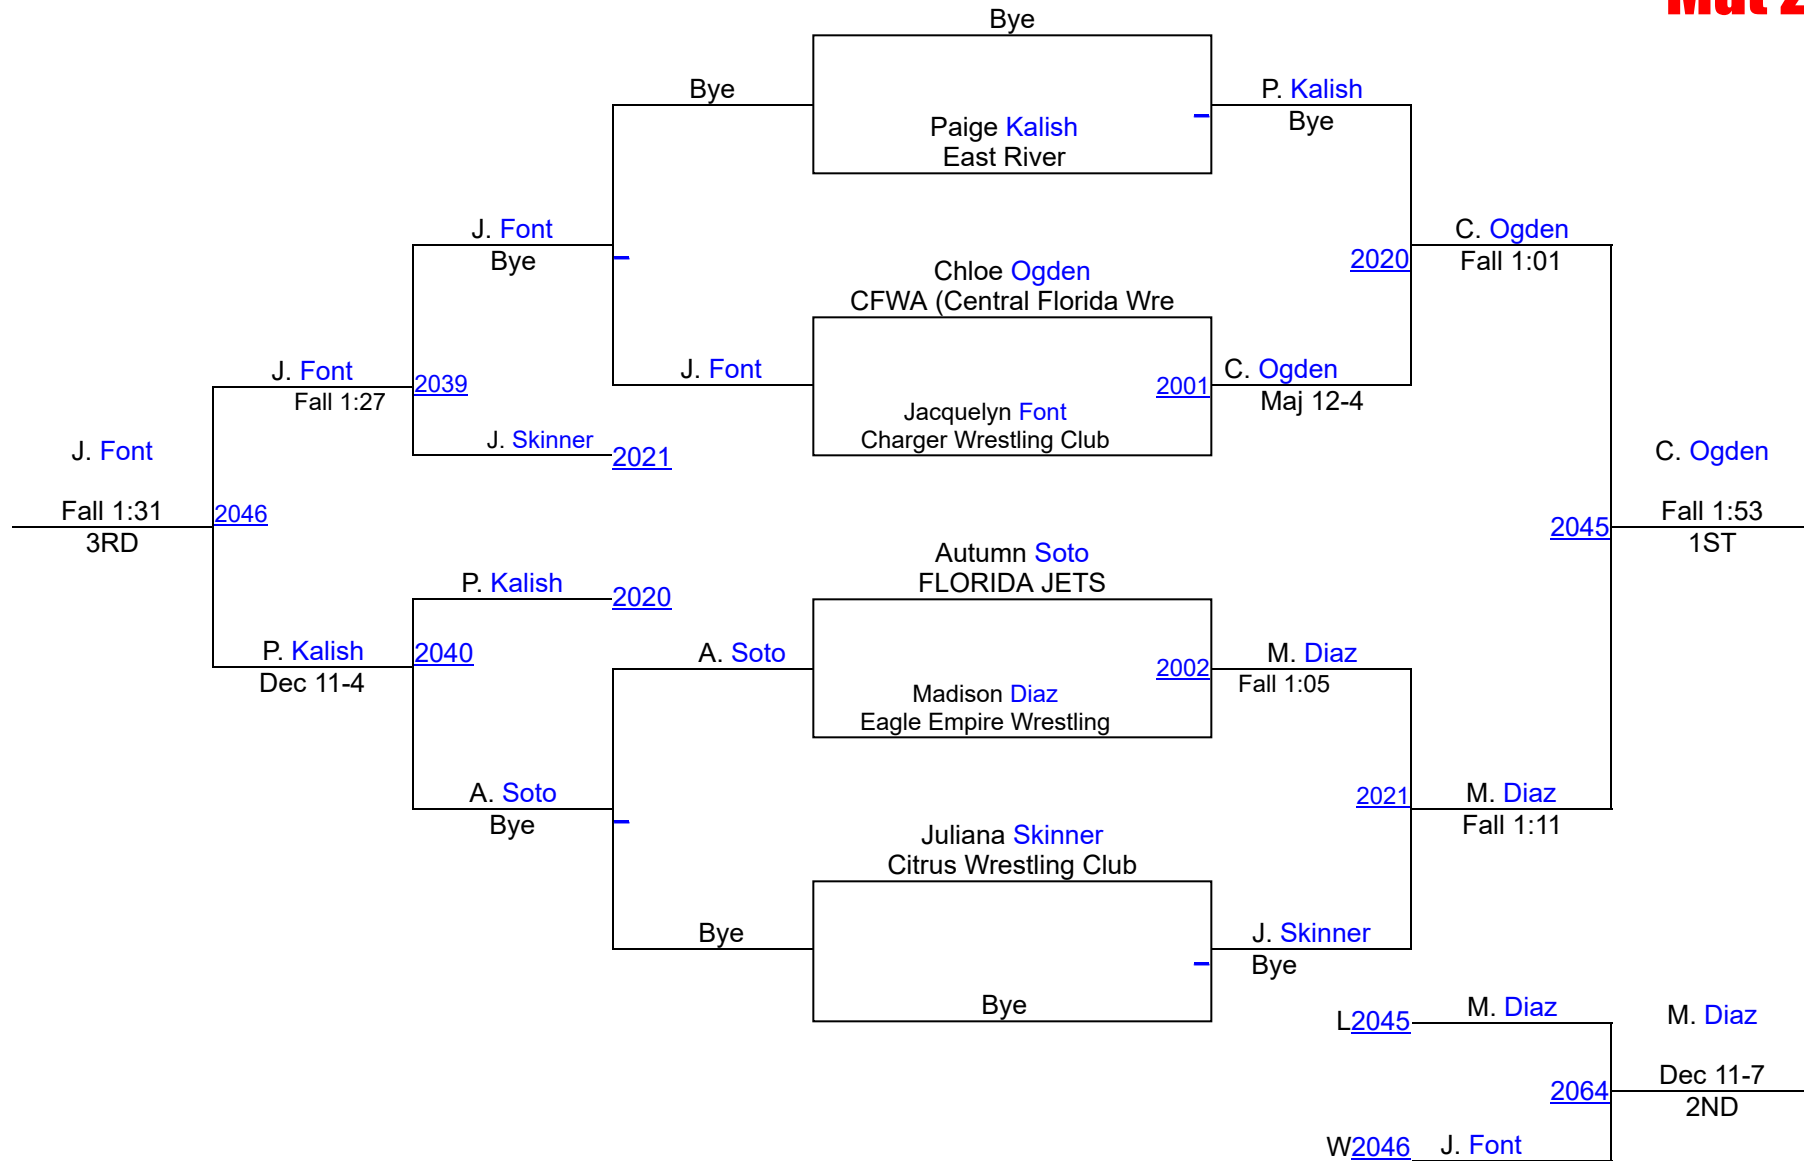 Mat 2
Bye
Bye
P. Kalish
Bye
Paige Kalish
East River
J. Font
Bye
C. Ogden
Fall 1:01
2020
Chloe Ogden
CFWA (Central Florida Wre
J. Font
Fall 1:27
2039
J. Font
2001
C. Ogden
Maj 12-4
Jacquelyn Font
Charger Wrestling Club
J. Skinner
2021
J. Font
Fall 1:31
3RD
2046
C. Ogden
Fall 1:53
1ST
2045
Autumn Soto
FLORIDA JETS
P. Kalish
2020
P. Kalish
Dec 11-4
2040
A. Soto
2002
M. Diaz
Fall 1:05
Madison Diaz
Eagle Empire Wrestling
A. Soto
Bye
2021
M. Diaz
Fall 1:11
Juliana Skinner
Citrus Wrestling Club
Bye
J. Skinner
Bye
Bye
L2045
M. Diaz
M. Diaz
Dec 11-7
2ND
2064
W2046
J. Font